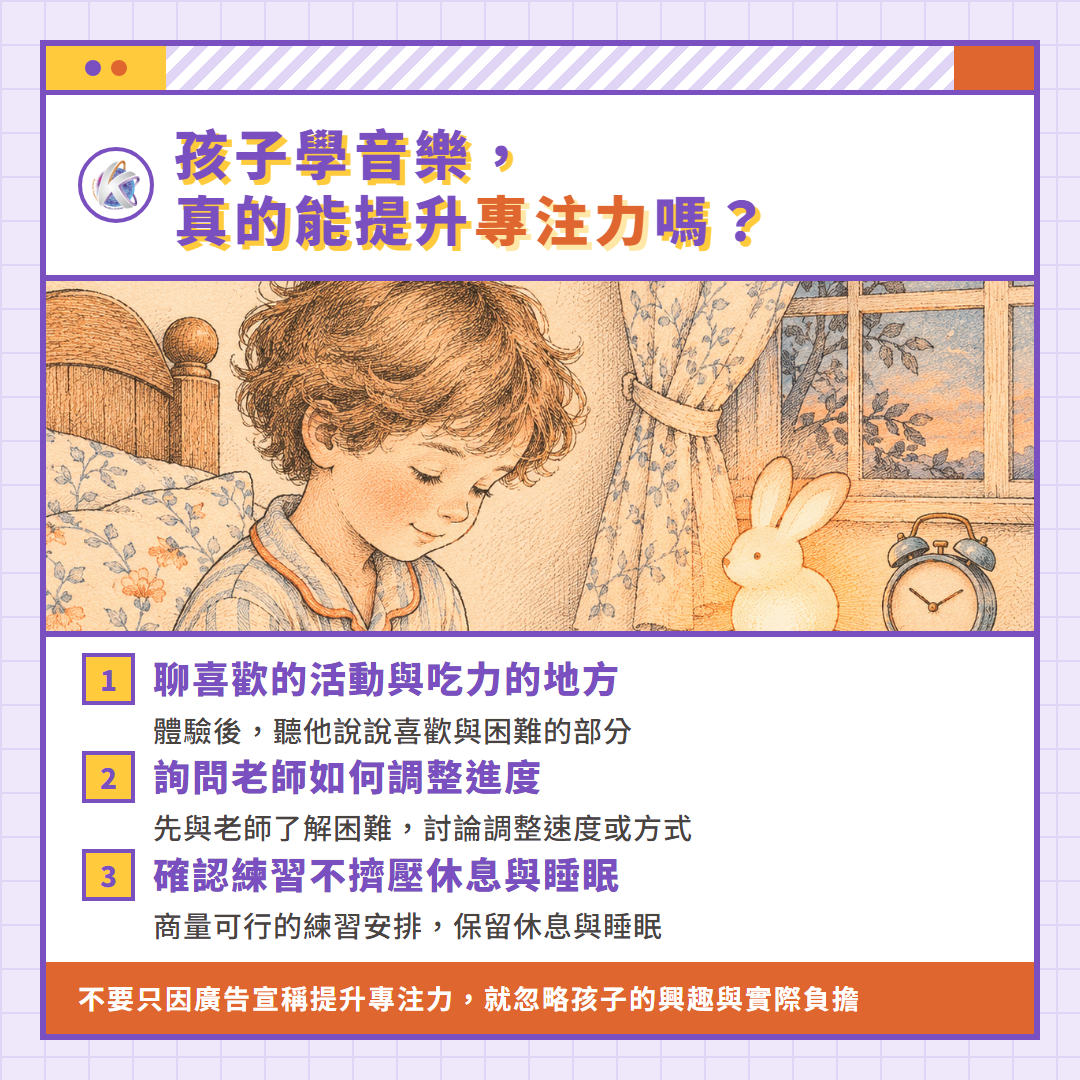 孩子學音樂，
真的能提升專注力嗎？
1 聊喜歡的活動與吃力的地方
體驗後，聽他說說喜歡與困難的部分
2 詢問老師如何調整進度
先與老師了解困難，討論調整速度或方式
3 確認練習不擠壓休息與睡眠
商量可行的練習安排，保留休息與睡眠
不要只因廣告宣稱提升專注力，就忽略孩子的興趣與實際負擔